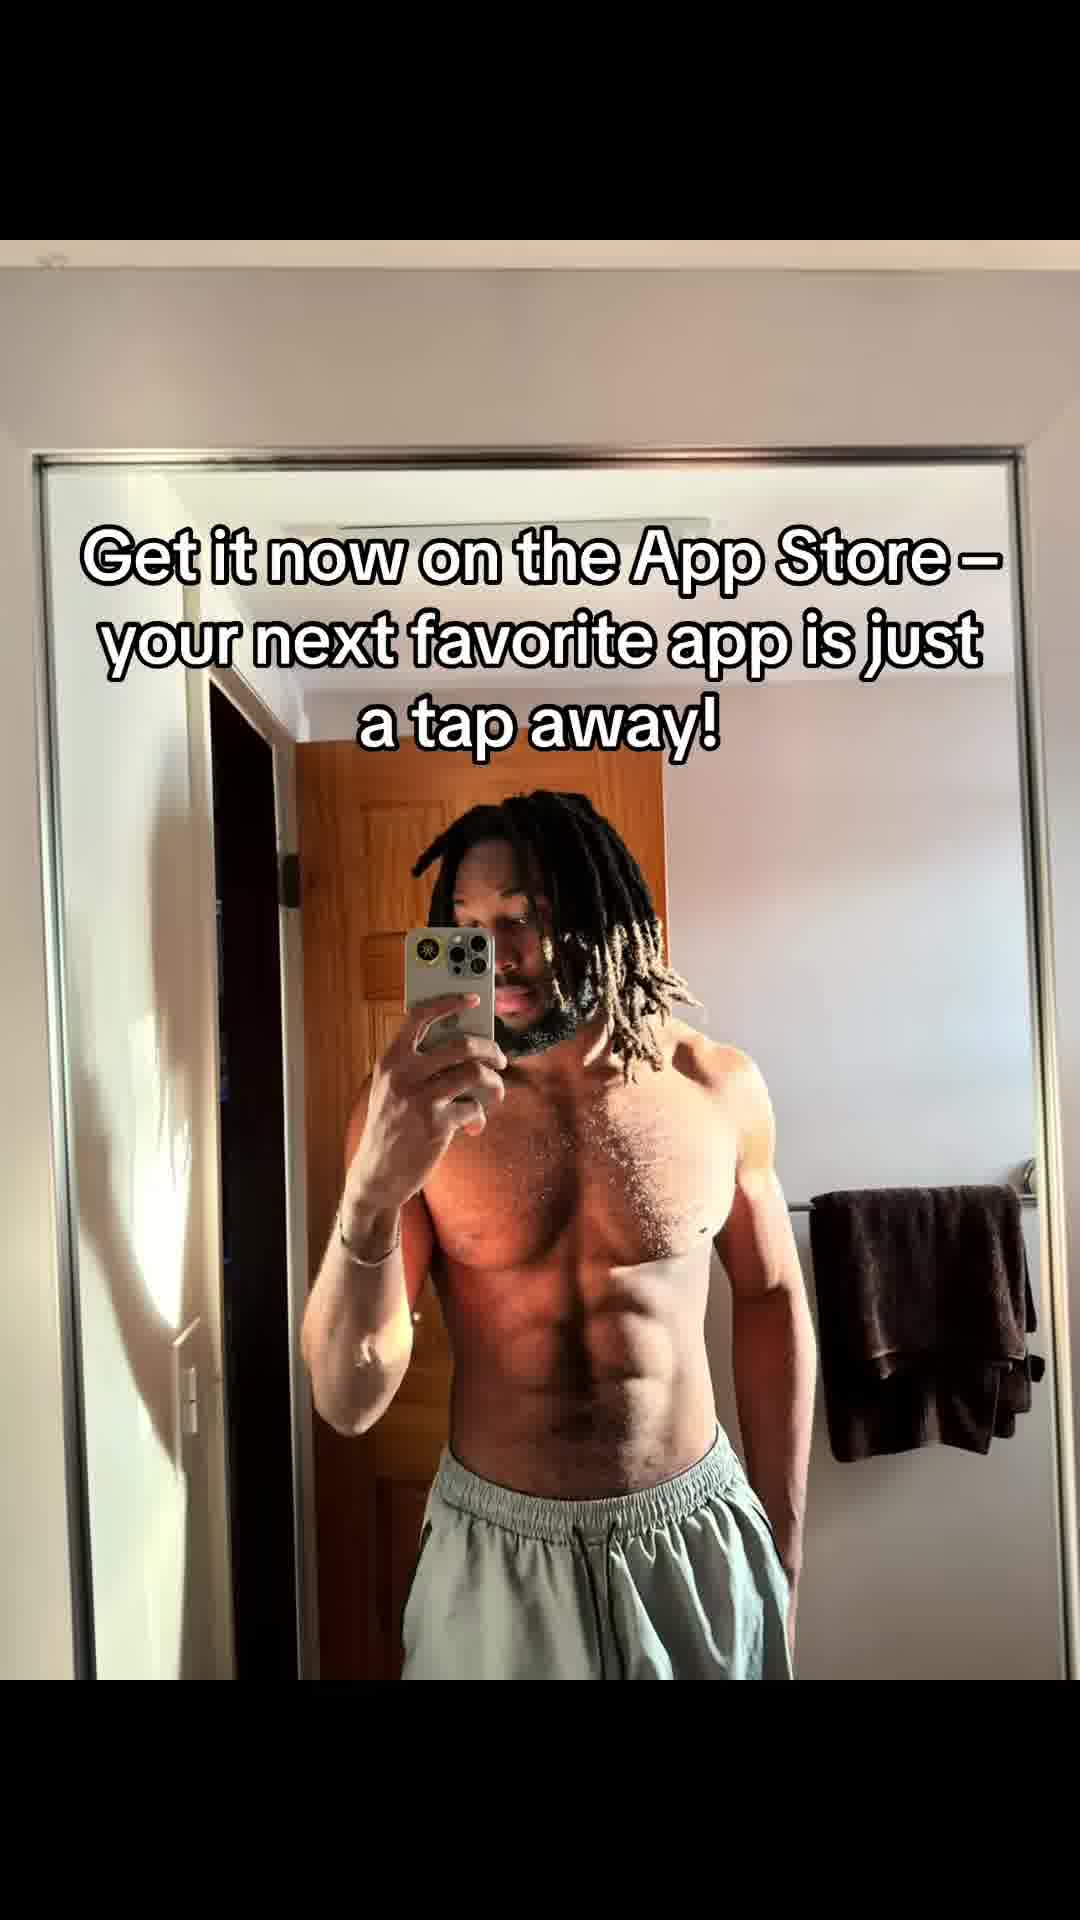 Get it now on the App Store –
your next favorite app is just
a tap away!